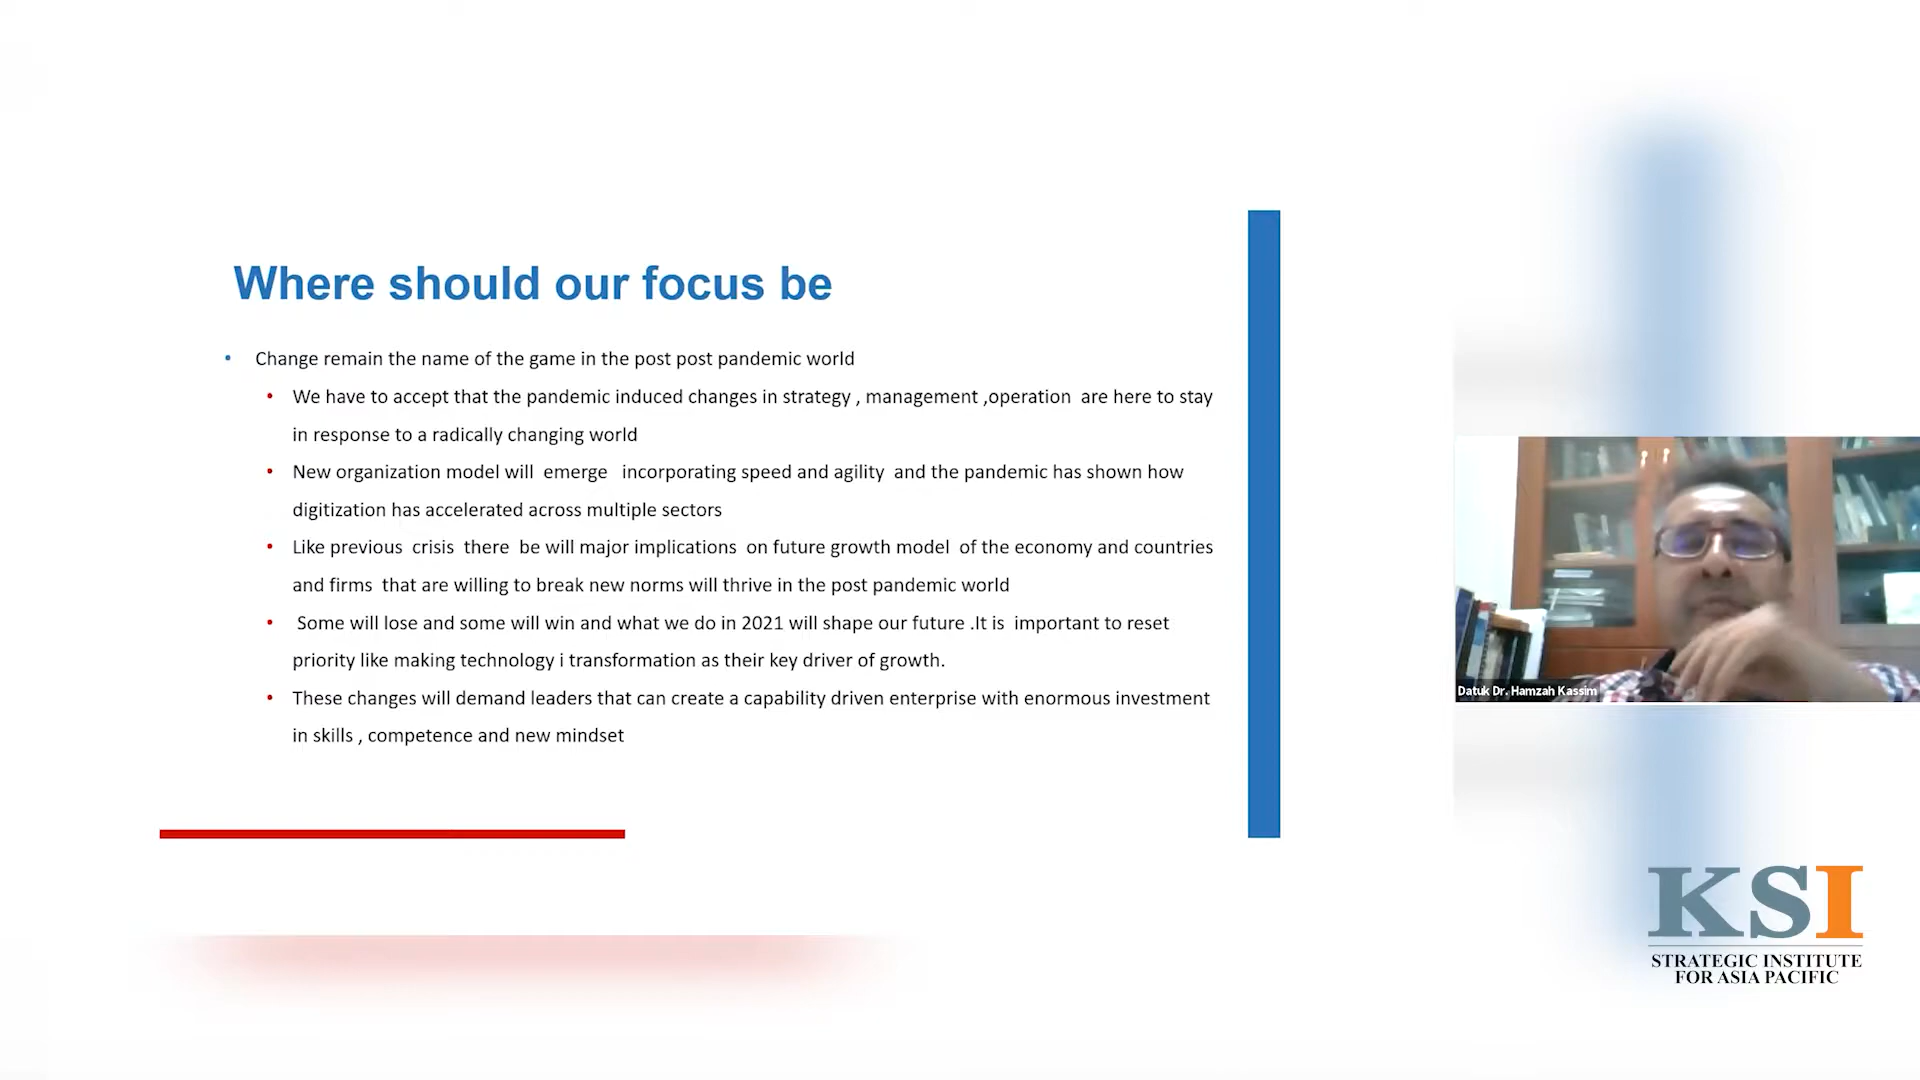 Where should our focus be
• Change remain the name of the game in the post post pandemic world
• We have to accept that the pandemic induced changes in strategy , management ,operation are here to stay
in response to a radically changing world
• New organization model will emerge incorporating speed and agility and the pandemic has shown how
digitization has accelerated across multiple sectors
• Like previous crisis there be will major implications on future growth model of the economy and countries
and firms that are willing to break new norms will thrive in the post pandemic world
• Some will lose and some will win and what we do in 2021 will shape our future .It is important to reset
priority like making technology i transformation as their key driver of growth.
• These changes will demand leaders that can create a capability driven enterprise with enormous investment
in skills , competence and new mindset
Datuk Dr. Hamzah Kassim
KSI
STRATEGIC INSTITUTE
FOR ASIA PACIFIC